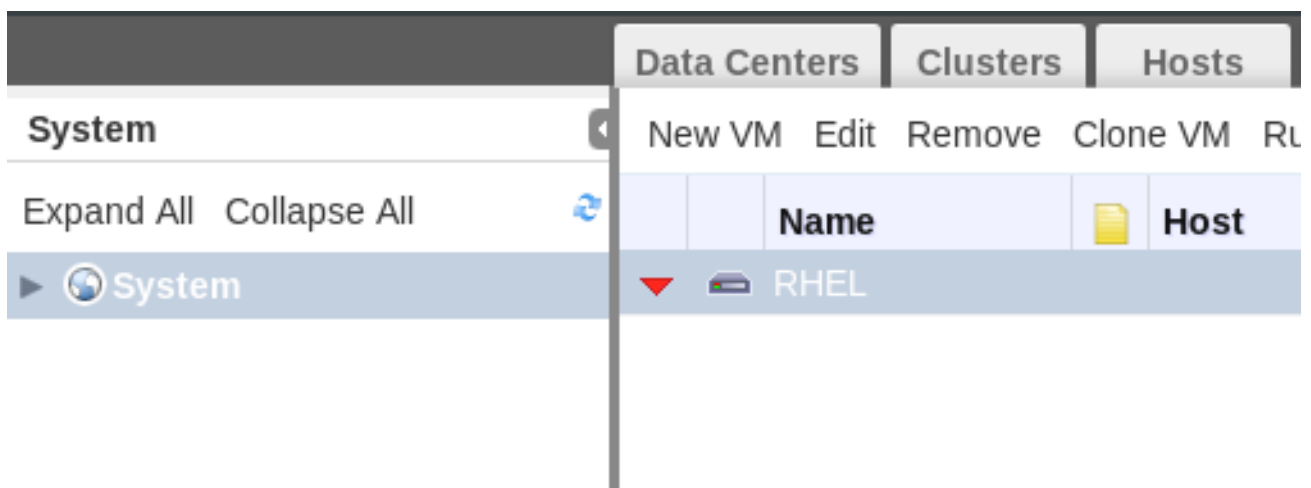 Data Centers Clusters Hosts
System
New VM Edit Remove Clone VM
Expand All Collapse All
Name Host
System
RHEL